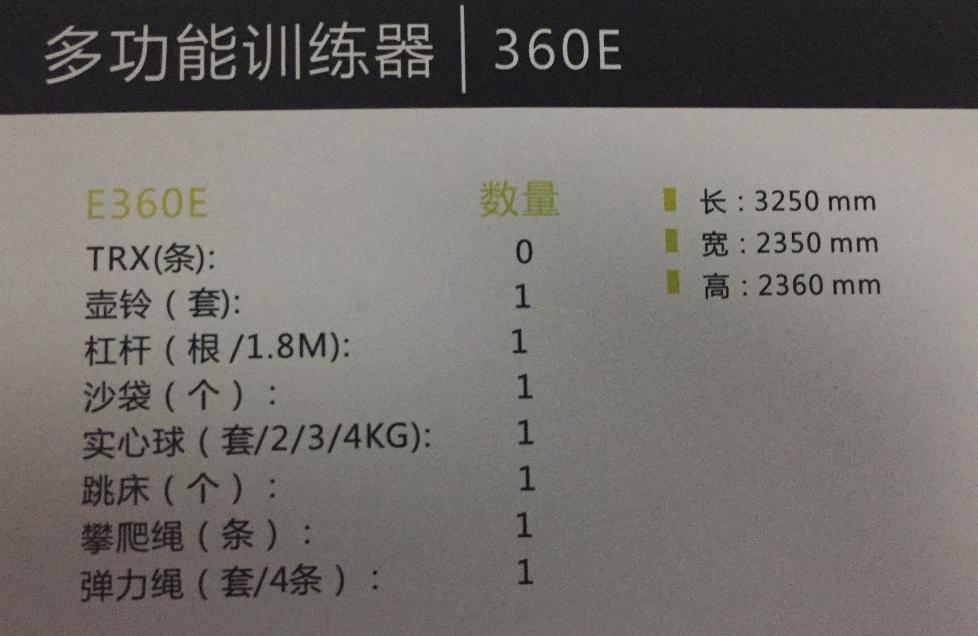 多功能训练器 | 360E
E360E 数量
TRX(条): 0
壶铃（套): 1
杠杆（根/1.8M): 1
沙袋（个）: 1
实心球（套/2/3/4KG): 1
跳床（个）: 1
攀爬绳（条）: 1
弹力绳（套/4条）: 1
长：3250 mm
宽：2350 mm
高：2360 mm